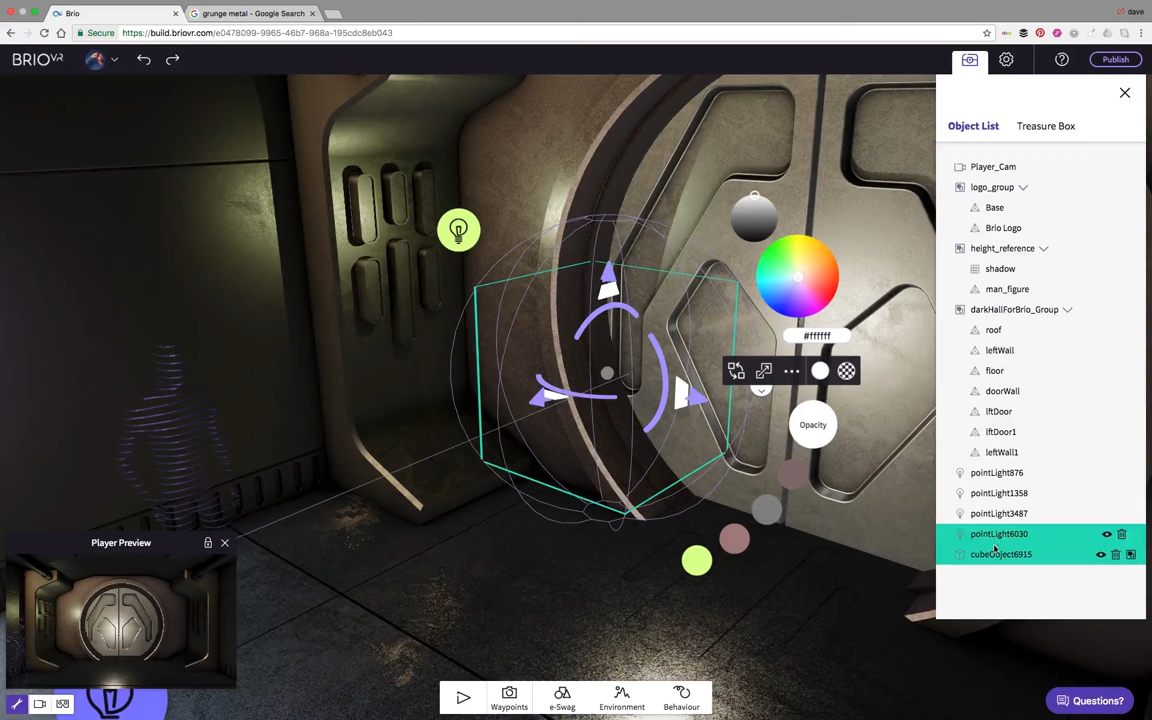 Brio
grunge metal - Google Search
dave
Secure
https://build.briovr.com/e0478099-9965-46b7-968a-195cdc8eb043
BRIOVR
Publish
Object List
Treasure Box
Player_Cam
logo_group
Base
Brio Logo
height_reference
shadow
man_figure
darkHallForBrio_Group
roof
leftWall
floor
doorWall
lftDoor
lftDoor1
leftWall1
pointLight876
pointLight1358
pointLight3487
pointLight6030
cubeObject6915
#ffffff
Opacity
Player Preview
Waypoints
e-Swag
Environment
Behaviour
Questions?